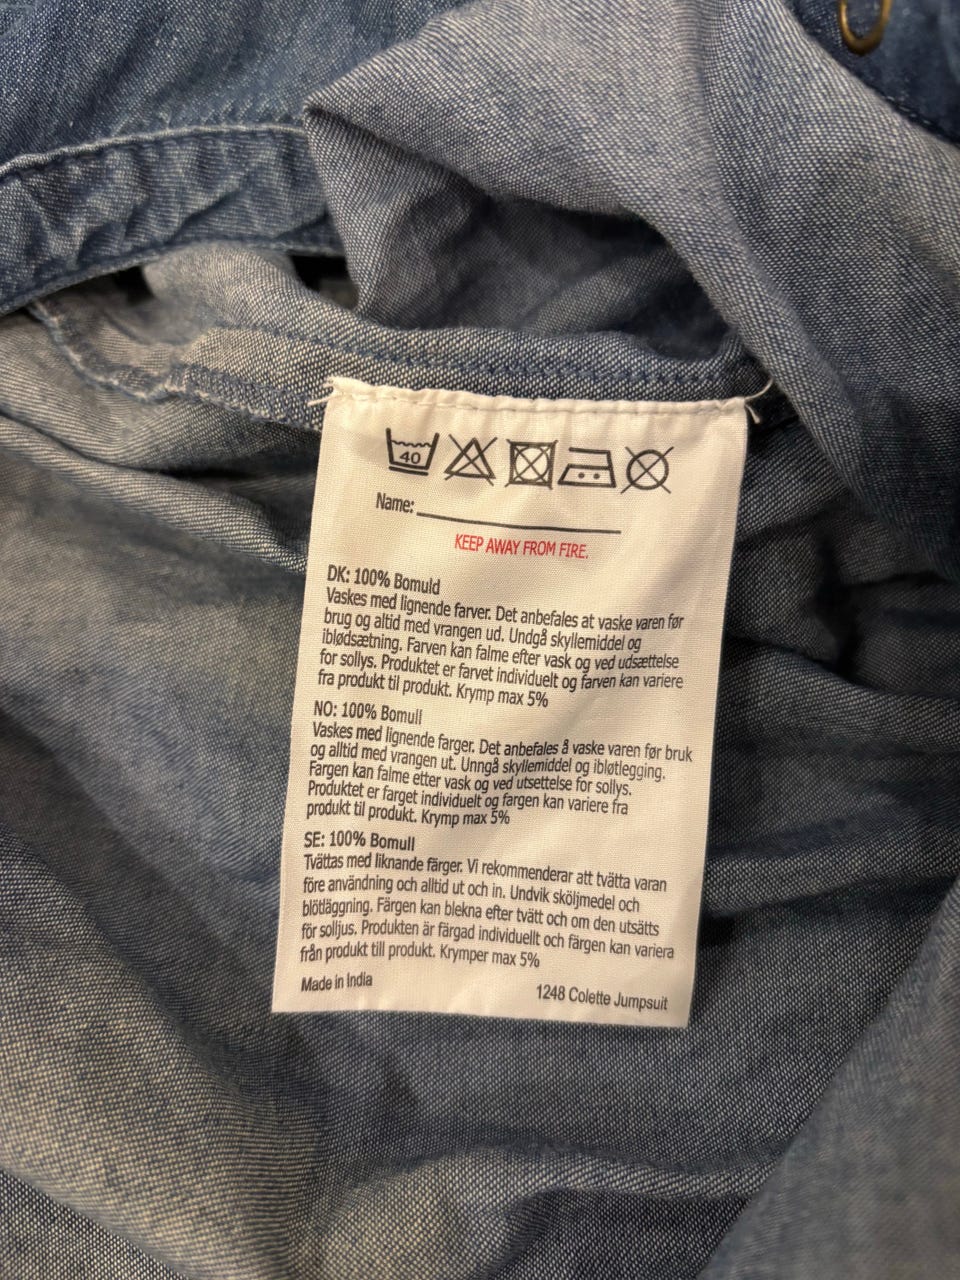 40
Name:
KEEP AWAY FROM FIRE.
DK: 100% Bomuld
Vaskes med lignende farver. Det anbefales at vaske varen før
brug og altid med vrangen ud. Undgå skyllemiddel og
iblødsætning. Farven kan falme efter vask og ved udsættelse
for sollys. Produktet er farvet individuelt og farven kan variere
fra produkt til produkt. Krymp max 5%
NO: 100% Bomull
Vaskes med lignende farger. Det anbefales å vaske varen før bruk
og alltid med vrangen ut. Unngå skyllemiddel og ibløtlegging.
Fargen kan falme etter vask og ved utsettelse for sollys.
Produktet er farget individuelt og fargen kan variere fra
produkt til produkt. Krymp max 5%
SE: 100% Bomull
Tvättas med liknande färger. Vi rekommenderar att tvätta varan
före användning och alltid ut och in. Undvik sköljmedel och
blötläggning. Färgen kan blekna efter tvätt och om den utsätts
för solljus. Produkten är färgad individuellt och färgen kan variera
från produkt till produkt. Krymper max 5%
Made in India
1248 Colette Jumpsuit